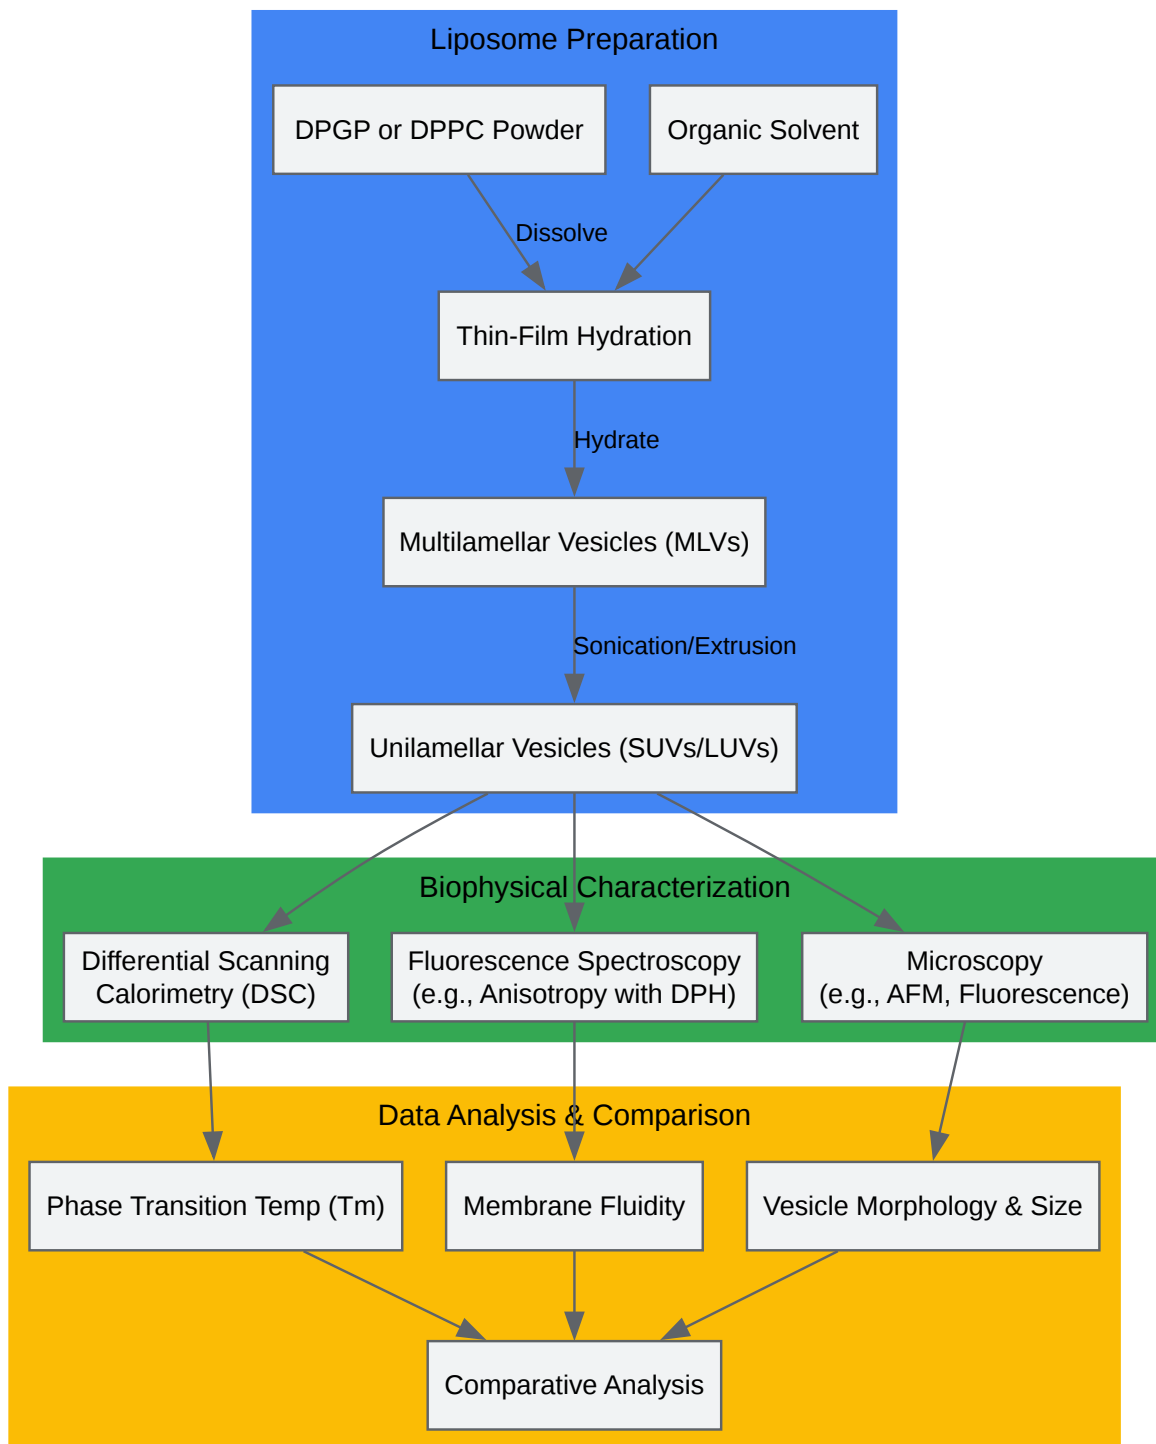 Liposome Preparation
DPGP or DPPC Powder
Organic Solvent
Dissolve
Thin-Film Hydration
Hydrate
Multilamellar Vesicles (MLVs)
Sonication/Extrusion
Unilamellar Vesicles (SUVs/LUVs)
Biophysical Characterization
Differential Scanning
Calorimetry (DSC)
Fluorescence Spectroscopy
(e.g., Anisotropy with DPH)
Microscopy
(e.g., AFM, Fluorescence)
Data Analysis & Comparison
Phase Transition Temp (Tm)
Membrane Fluidity
Vesicle Morphology & Size
Comparative Analysis